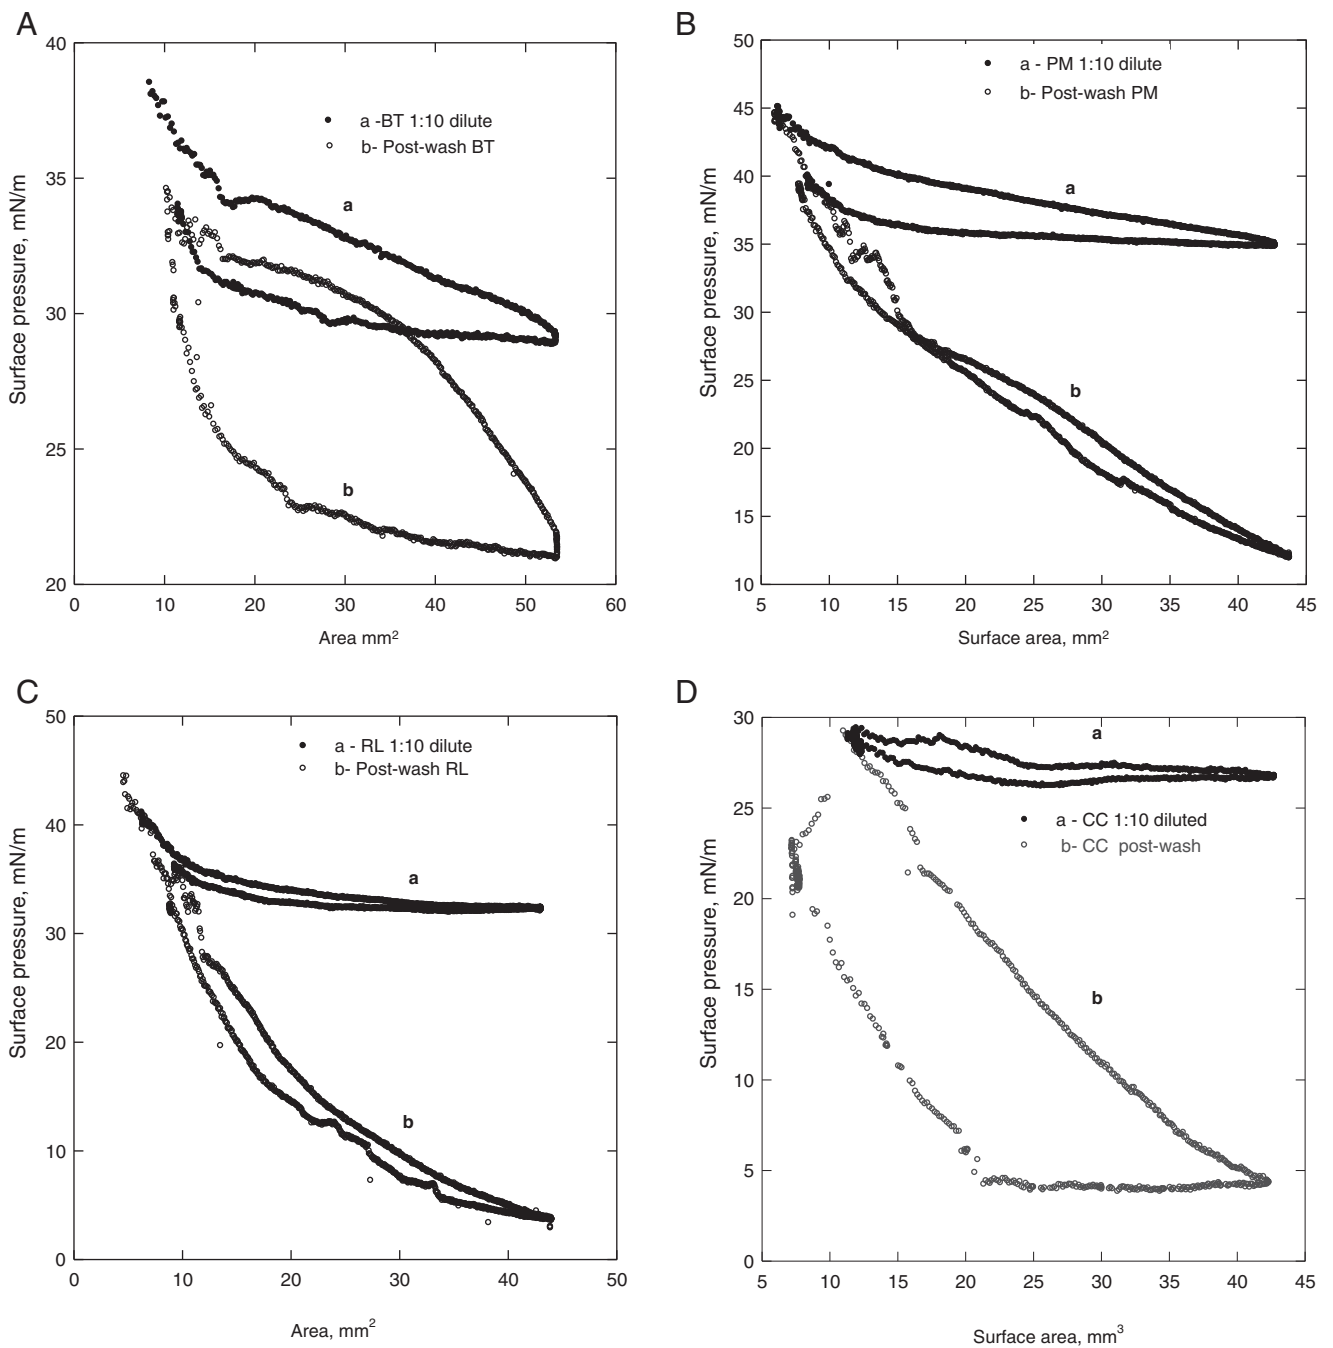 A
40
35
30
25
20
Surface pressure, mN/m
a -BT 1:10 dilute
b- Post-wash BT
a
b
0 10 20 30 40 50 60
Area mm²
B
50
45
40
35
30
25
20
15
10
Surface pressure, mN/m
a - PM 1:10 dilute
b- Post-wash PM
a
b
5 10 15 20 25 30 35 40 45
Surface area, mm²
C
50
40
30
20
10
0
Surface pressure, mN/m
a - RL 1:10 dilute
b- Post-wash RL
a
b
0 10 20 30 40 50
Area, mm²
D
30
25
20
15
10
5
0
Surface pressure, mN/m
a
a - CC 1:10 diluted
b- CC post-wash
b
5 10 15 20 25 30 35 40 45
Surface area, mm³